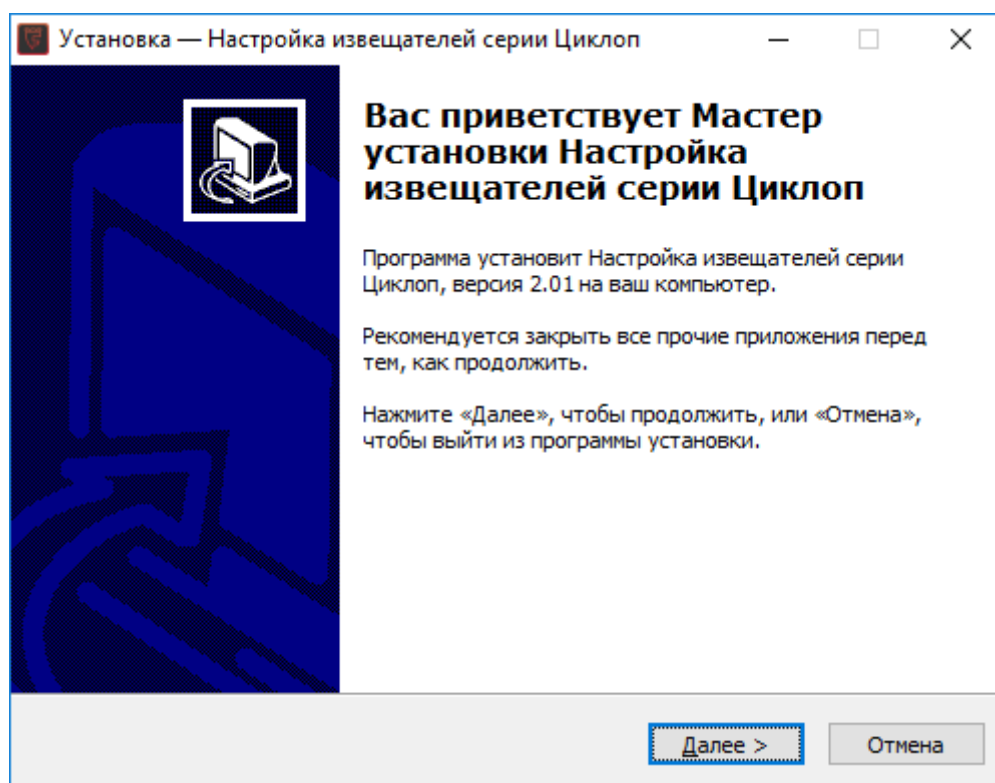 Установка — Настройка извещателей серии Циклоп
Вас приветствует Мастер
установки Настройка
извещателей серии Циклоп
Программа установит Настройка извещателей серии
Циклоп, версия 2.01 на ваш компьютер.
Рекомендуется закрыть все прочие приложения перед
тем, как продолжить.
Нажмите «Далее», чтобы продолжить, или «Отмена»,
чтобы выйти из программы установки.
Далее >
Отмена